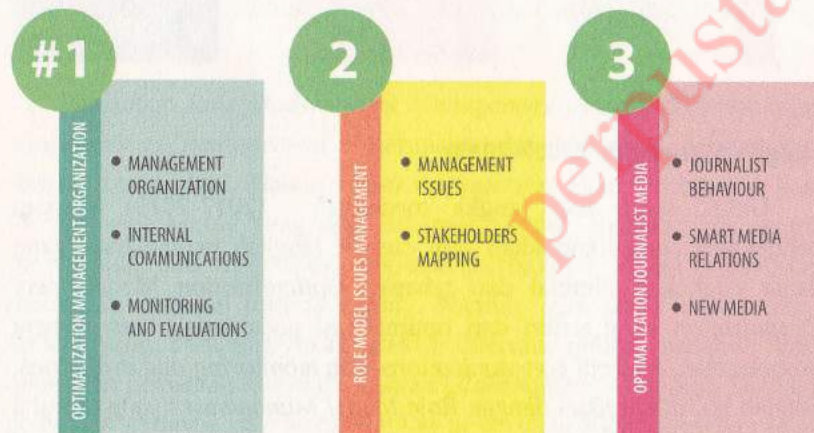 #1
OPTIMALIZATION MANAGEMENT ORGANIZATION
• MANAGEMENT
ORGANIZATION
• INTERNAL
COMMUNICATIONS
• MONITORING
AND EVALUATIONS
2
ROLE MODEL ISSUES MANAGEMENT
• MANAGEMENT
ISSUES
• STAKEHOLDERS
MAPPING
3
OPTIMALIZATION JOURNALIST MEDIA
• JOURNALIST
BEHAVIOUR
• SMART MEDIA
RELATIONS
• NEW MEDIA
perpusta